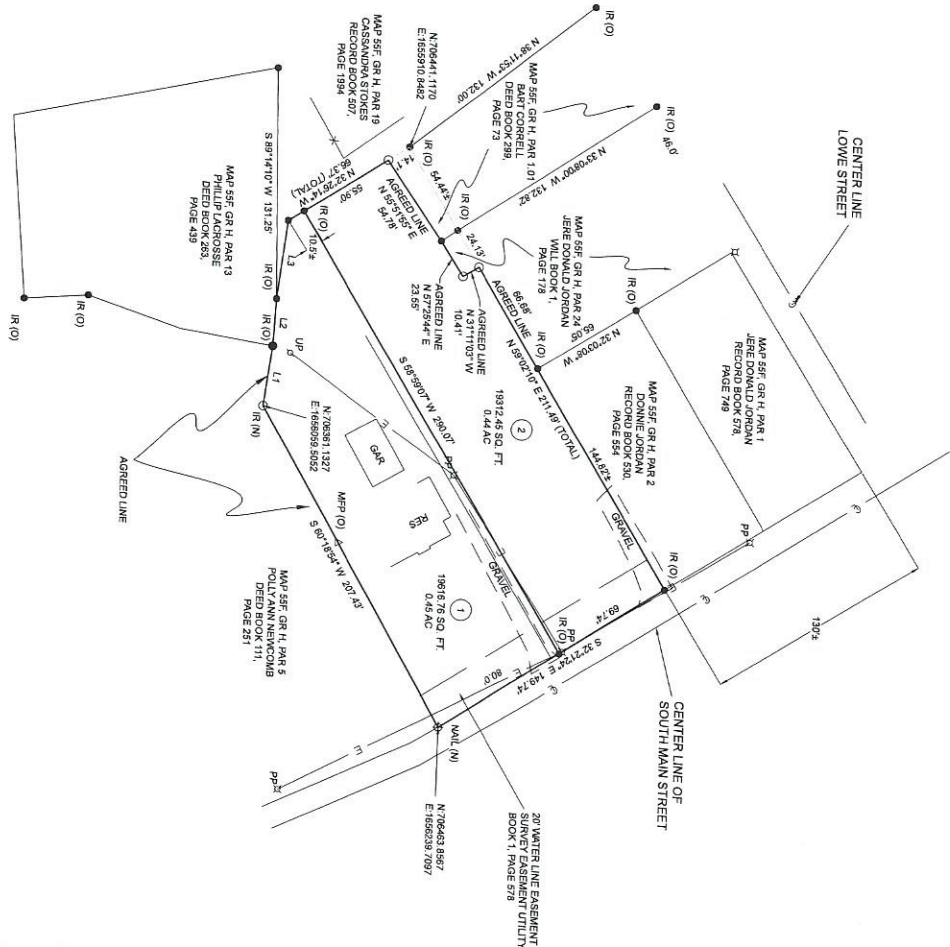 IR (O)
N 38°11'53" W 132.00'
IR (O)
46.0'
CENTER LINE
LOWE STREET
MAP 55F, GR H, PAR 19
CASSANDRA STOKES
RECORD BOOK 507,
PAGE 1994
N:706441.1170
E:1655910.8482
MAP 55F, GR H, PAR 1.01
BART CORRELL
DEED BOOK 299,
PAGE 73
N 33°08'00" W 132.82'
IR (O)
14.1'
54.44'±
IR (O)
24.13'
MAP 55F, GR H, PAR 24
JERE DONALD JORDAN
WILL BOOK 1,
PAGE 178
MAP 55F, GR H, PAR 1
JERE DONALD JORDAN
RECORD BOOK 578,
PAGE 749
IR (O)
N 32°03'08" W
65.05'
N 32°26'14" W
66.37' (TOTAL)
55.90'
AGREED LINE
N 55°51'55" E
54.78'
AGREED LINE
N 57°25'44" E
23.55'
AGREED LINE
N 31°11'03" W
10.41'
66.68'
AGREED LINE
IR (O)
N 59°02'10" E 211.49' (TOTAL)
144.82'±
MAP 55F, GR H, PAR 2
DONNIE JORDAN
RECORD BOOK 530,
PAGE 554
MAP 55F, GR H, PAR 13
PHILLIP LACROSSE
DEED BOOK 263,
PAGE 439
S 89°14'10" W 131.25'
IR (O)
10.5'±
L3
IR (O)
L2
IR (O)
L1
IR (O)
IR (O)
UP
IR (N)
2
19312.45 SQ. FT.
0.44 AC
GRAVEL
S 58°59'07" W 290.07'
PP
E
E
GAR
RES
GRAVEL
1
19616.76 SQ. FT.
0.45 AC
PP
IR (O)
E
69.74'
PP
IR (O)
S 32°21'24" E 149.74'
80.0'
E
E
130'±
CENTER LINE OF
SOUTH MAIN STREET
N:706361.1327
E:1656059.5052
AGREED LINE
MFP (O)
S 60°18'54" W 207.43'
MAP 55F, GR H, PAR 5
POLLY ANN NEWCOMB
DEED BOOK 111,
PAGE 251
NAIL (N)
PP
N:706463.8567
E:1656239.7097
20' WATER LINE EASEMENT
SURVEY EASEMENT UTILITY
BOOK 1, PAGE 578